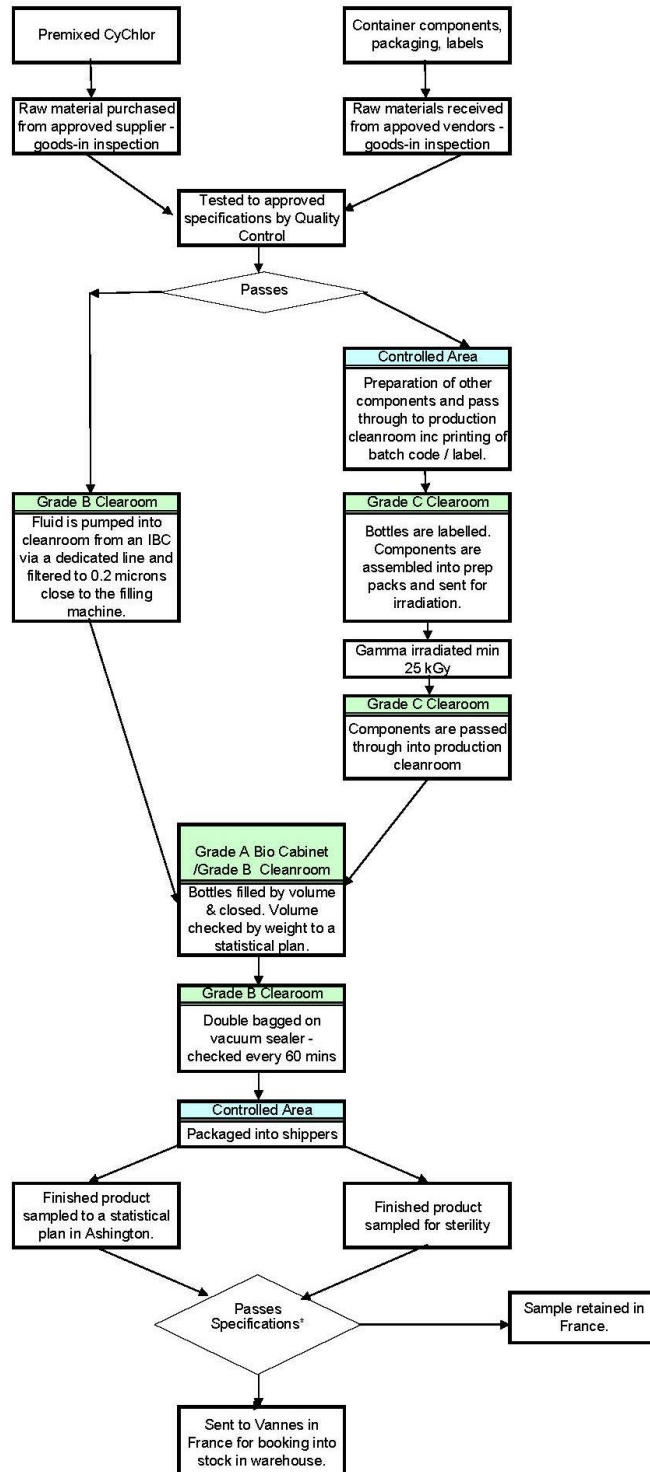 Premixed CyChlor
Container components,
packaging, labels
Raw material purchased
from approved supplier -
goods-in inspection
Raw materials received
from appoved vendors -
goods-in inspection
Tested to approved
specifications by Quality
Control
Passes
Controlled Area
Preparation of other
components and pass
through to production
cleanroom inc printing of
batch code / label.
Grade B Clearoom
Fluid is pumped into
cleanroom from an IBC
via a dedicated line and
filtered to 0.2 microns
close to the filling
machine.
Grade C Clearoom
Bottles are labelled.
Components are
assembled into prep
packs and sent for
irradiation.
Gamma irradiated min
25 kGy
Grade C Clearoom
Components are passed
through into production
cleanroom
Grade A Bio Cabinet
/Grade B Cleanroom
Bottles filled by volume
& closed. Volume
checked by weight to a
statistical plan.
Grade B Clearoom
Double bagged on
vacuum sealer -
checked every 60 mins
Controlled Area
Packaged into shippers
Finished product
sampled to a statistical
plan in Ashington.
Finished product
sampled for sterility
Passes
Specifications*
Sample retained in
France.
Sent to Vannes in
France for booking into
stock in warehouse.